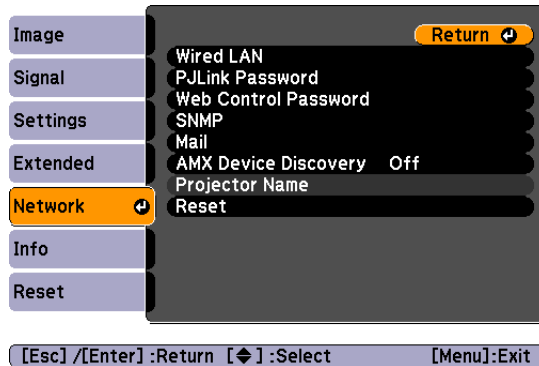 Image
Signal
Settings
Extended
Network
Info
Reset
Return
Wired LAN
PJLink Password
Web Control Password
SNMP
Mail
AMX Device Discovery Off
Projector Name
Reset
[Esc] /[Enter] :Return [◆] :Select [Menu]:Exit